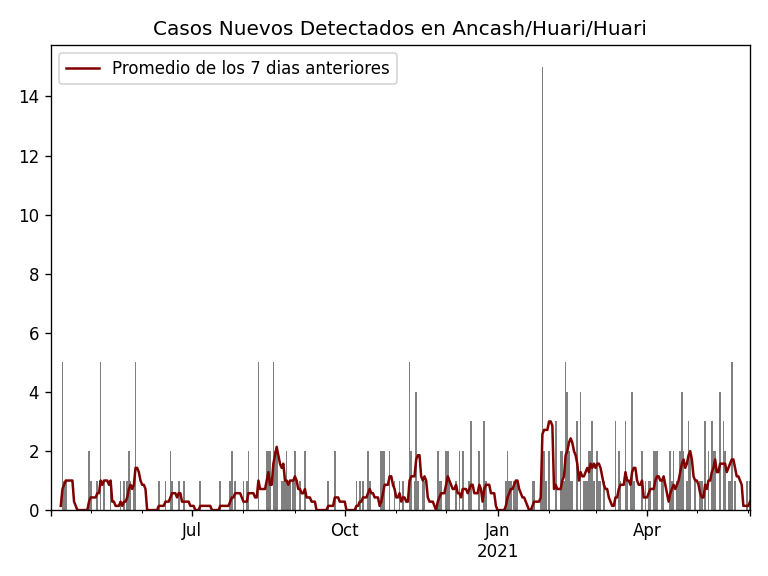 Casos Nuevos Detectados en Ancash/Huari/Huari
Promedio de los 7 dias anteriores
14
12
10
8
6
4
2
0
Jul
Oct
Jan
2021
Apr